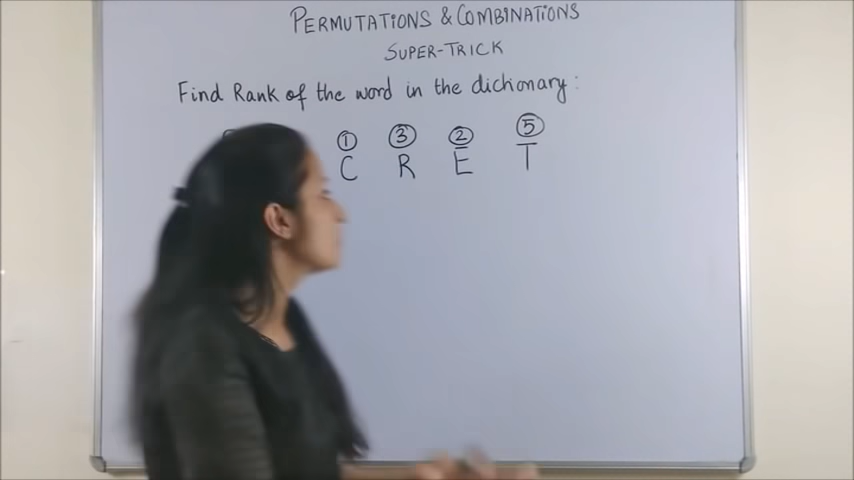 PERMUTATIONS & COMBINATIONS
SUPER-TRICK
Find Rank of the word in the dictionary:
1 3 2 5
C R E T